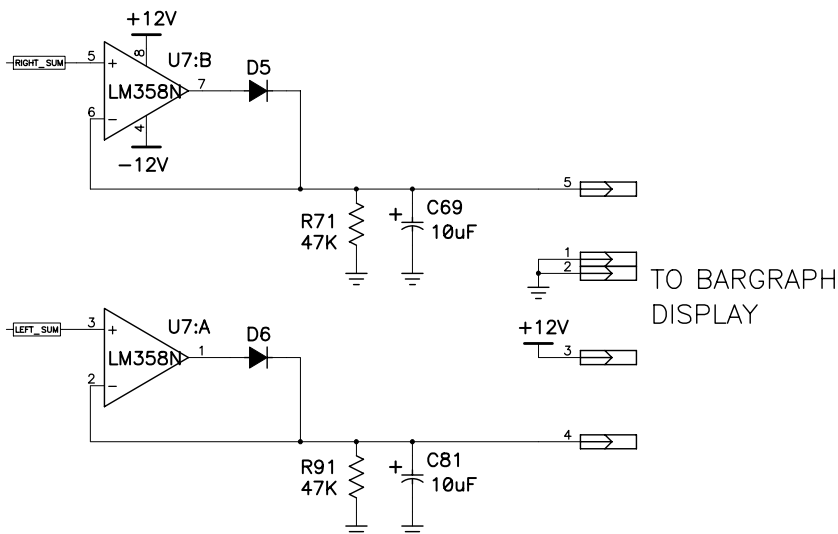 +12V
RIGHT_SUM
5
+
8
U7:B
LM358N
7
D5
6
−
4
-12V
5
R71
47K
+
C69
10uF
1
2
TO BARGRAPH
DISPLAY
LEFT_SUM
3
+
U7:A
LM358N
1
D6
2
−
+12V
3
4
R91
47K
+
C81
10uF